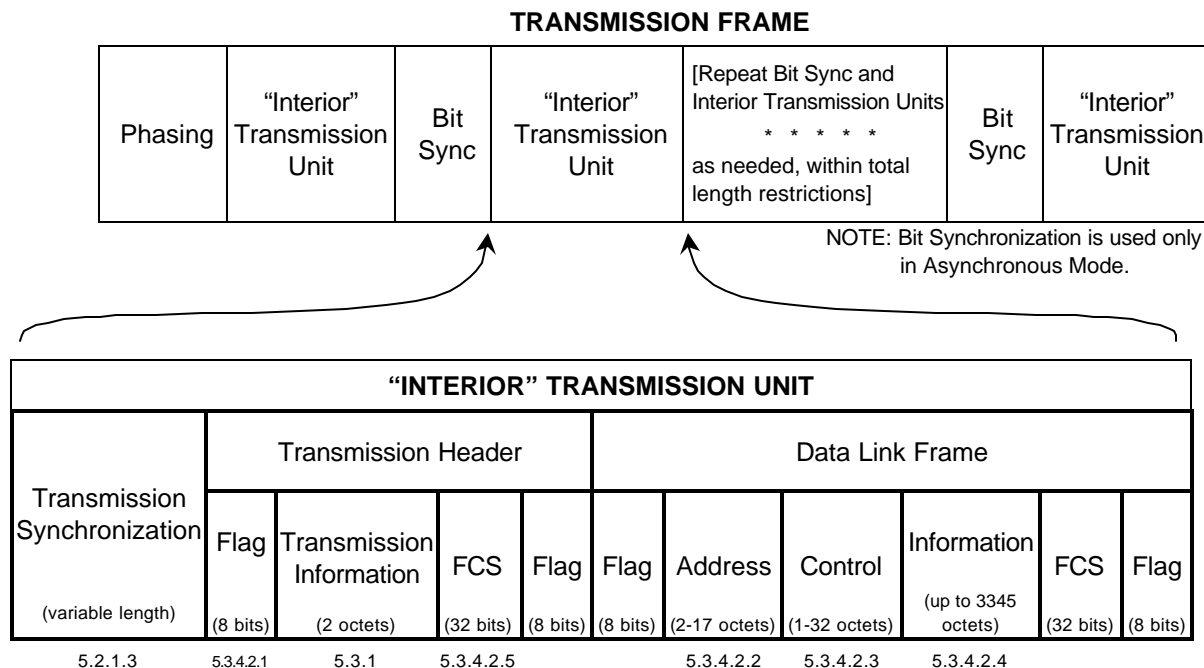 TRANSMISSION FRAME
Phasing
“Interior”
Transmission
Unit
Bit
Sync
“Interior”
Transmission
Unit
[Repeat Bit Sync and
Interior Transmission Units
* * * * *
as needed, within total
length restrictions]
Bit
Sync
“Interior”
Transmission
Unit
NOTE: Bit Synchronization is used only
in Asynchronous Mode.
“INTERIOR” TRANSMISSION UNIT
Transmission
Synchronization
(variable length)
Transmission Header
Data Link Frame
Flag
(8 bits)
Transmission
Information
(2 octets)
FCS
(32 bits)
Flag
(8 bits)
Flag
(8 bits)
Address
(2-17 octets)
Control
(1-32 octets)
Information
(up to 3345
octets)
FCS
(32 bits)
Flag
(8 bits)
5.2.1.3
5.3.4.2.1
5.3.1
5.3.4.2.5
5.3.4.2.2
5.3.4.2.3
5.3.4.2.4